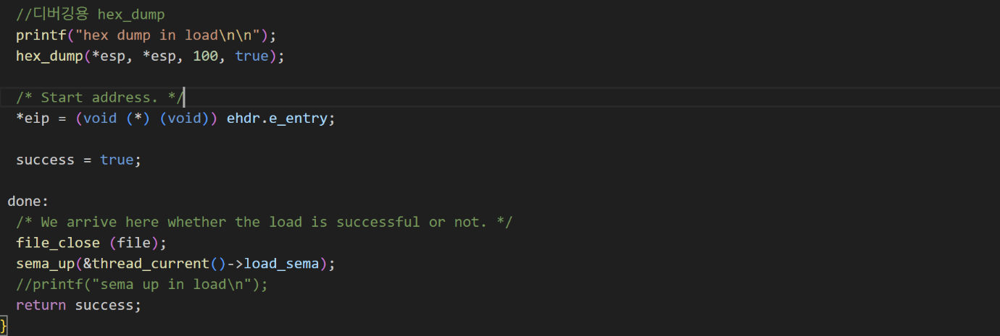 //디버깅용 hex_dump
printf("hex dump in load\n\n");
hex_dump(*esp, *esp, 100, true);
/* Start address. */
*eip = (void (*) (void)) ehdr.e_entry;
success = true;
done:
/* We arrive here whether the load is successful or not. */
file_close (file);
sema_up(&thread_current()->load_sema);
//printf("sema up in load\n");
return success;
}